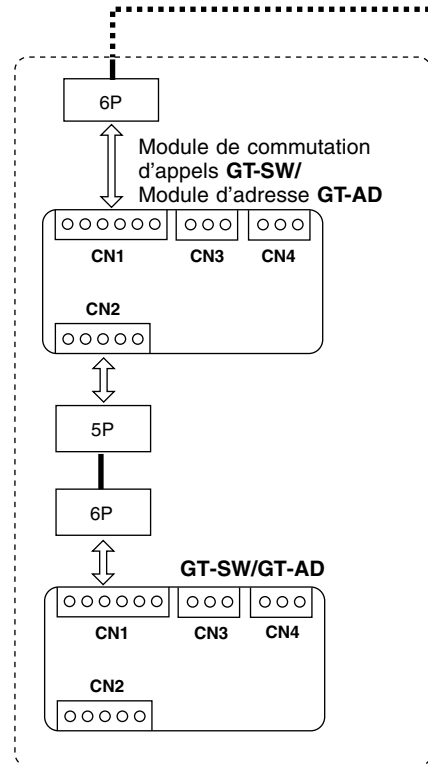 6P
Module de commutation
d'appels GT-SW/
Module d'adresse GT-AD
CN1 CN3 CN4
CN2
5P
6P
GT-SW/GT-AD
CN1 CN3 CN4
CN2